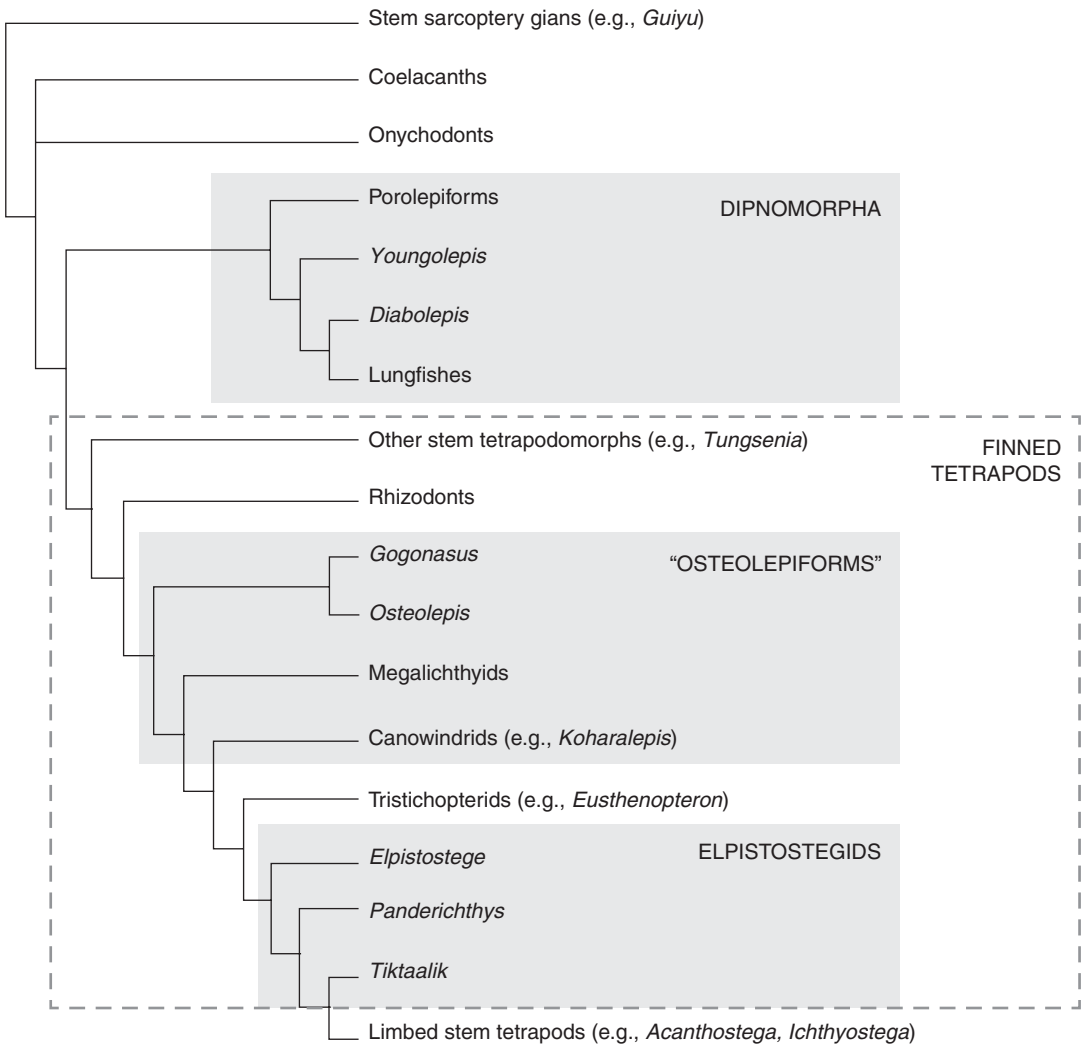 Stem sarcoptery gians (e.g., Guiyu)
Coelacanths
Onychodonts
Porolepiforms
DIPNOMORPHA
Youngolepis
Diabolepis
Lungfishes
Other stem tetrapodomorphs (e.g., Tungsenia)
FINNED
TETRAPODS
Rhizodonts
Gogonasus
“OSTEOLEPIFORMS”
Osteolepis
Megalichthyids
Canowindrids (e.g., Koharalepis)
Tristichopterids (e.g., Eusthenopteron)
Elpistostege
ELPISTOSTEGIDS
Panderichthys
Tiktaalik
Limbed stem tetrapods (e.g., Acanthostega, Ichthyostega)